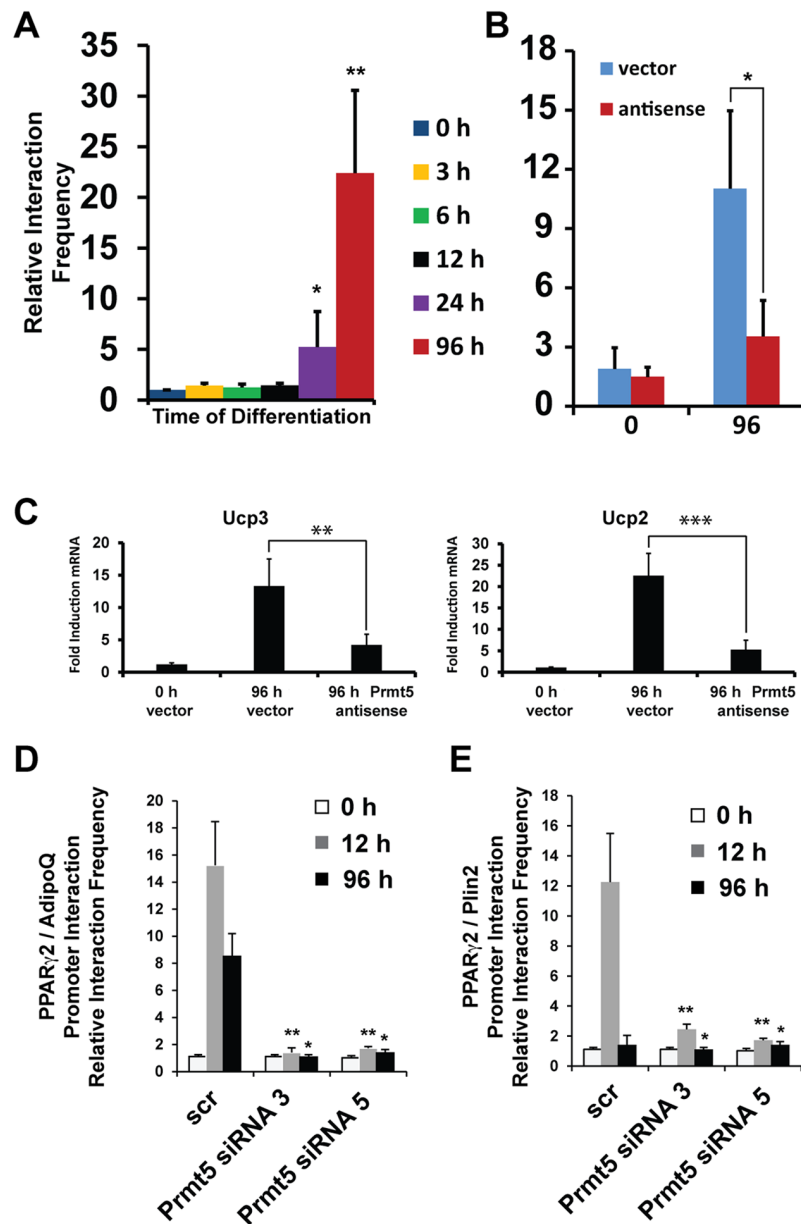 A
Relative Interaction
Frequency
35
30
25
20
15
10
5
0
*
**
Time of Differentiation
0 h
3 h
6 h
12 h
24 h
96 h
B
18
15
12
9
6
3
0
vector
antisense
*
0 96
C
Ucp3
Fold Induction mRNA
20
15
10
5
0
**
0 h 96 h 96 h Prmt5
vector vector antisense
Ucp2
Fold Induction mRNA
30
25
20
15
10
5
0
***
0 h 96 h 96 h Prmt5
vector vector antisense
D
PPARγ2 / AdipoQ
Promoter Interaction
Relative Interaction Frequency
20
18
16
14
12
10
8
6
4
2
0
0 h
12 h
96 h
** * ** *
scr
Prmt5 siRNA 3
Prmt5 siRNA 5
E
PPARγ2 / Plin2
Promoter Interaction
Relative Interaction Frequency
18
16
14
12
10
8
6
4
2
0
0 h
12 h
96 h
** * ** *
scr
Prmt5 siRNA 3
Prmt5 siRNA 5